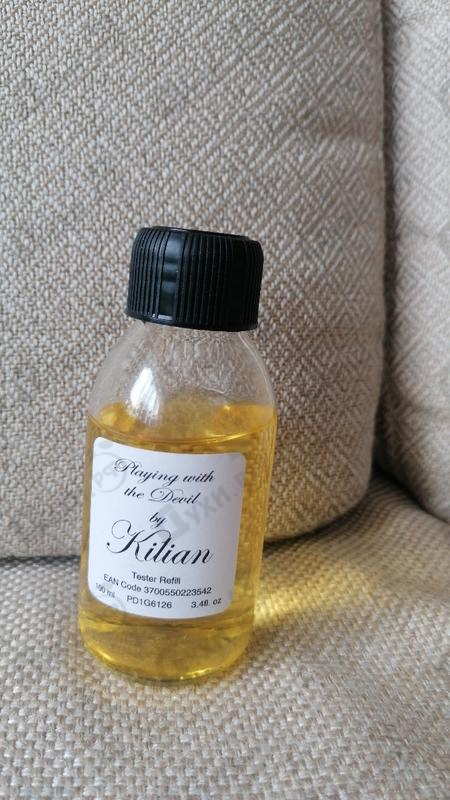 Playing with
the Devil
by
Kilian
Tester Refill
EAN Code 3700550223542
100 ml PD1G6126 3.4fl. oz